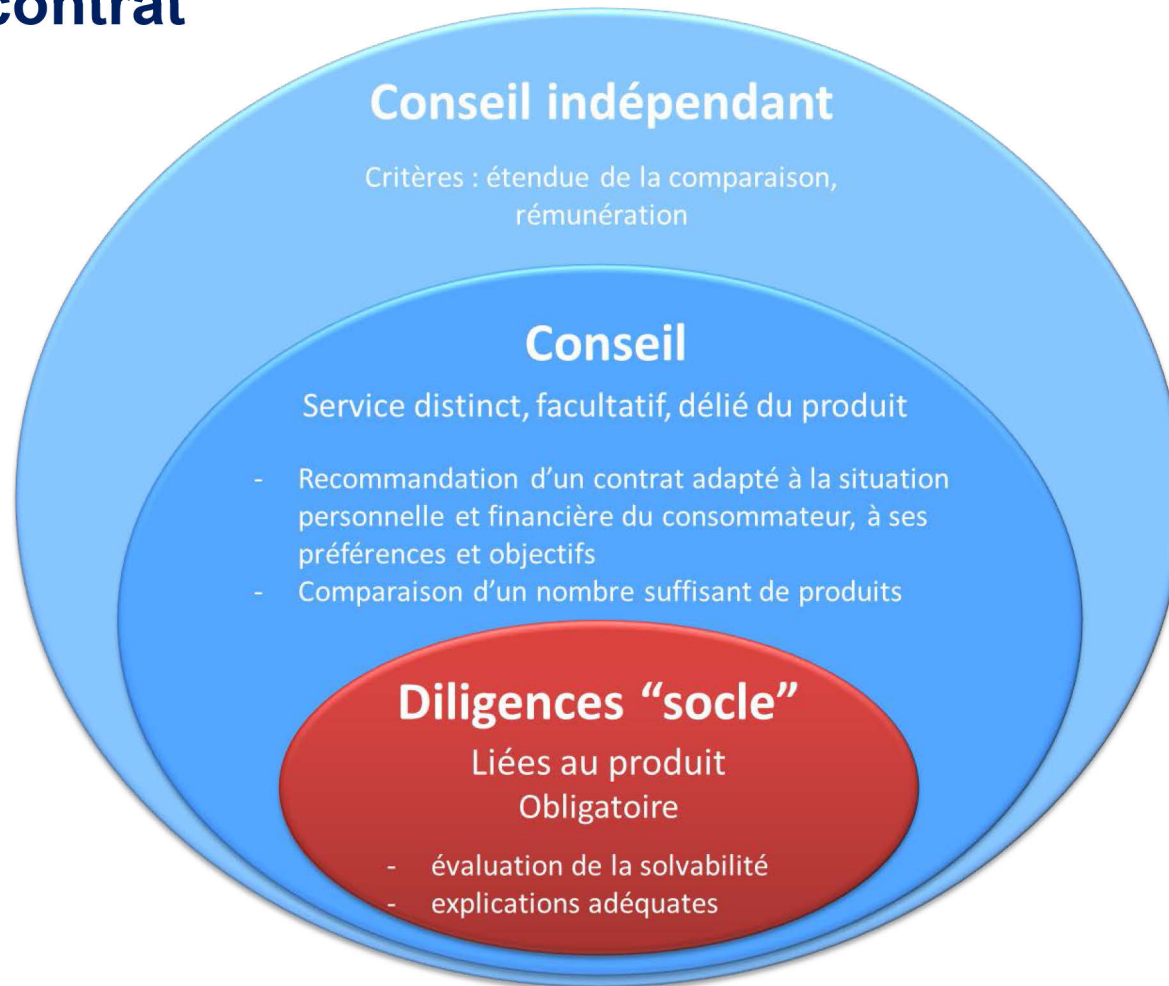 contrat
Conseil indépendant
Critères : étendue de la comparaison,
rémunération
Conseil
Service distinct, facultatif, délié du produit
- Recommandation d’un contrat adapté à la situation
personnelle et financière du consommateur, à ses
préférences et objectifs
- Comparaison d’un nombre suffisant de produits
Diligences “socle”
Liées au produit
Obligatoire
- évaluation de la solvabilité
- explications adéquates